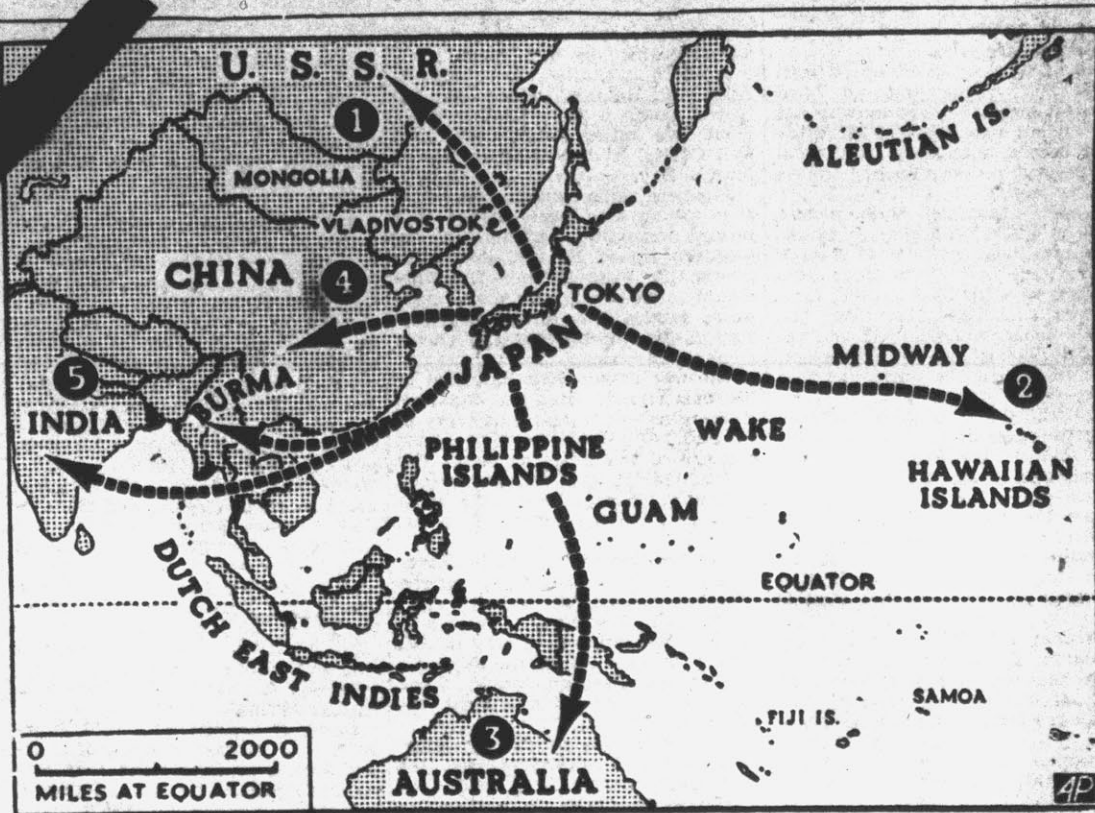 U. S. S. R.
1
ALEUTIAN IS.
MONGOLIA
VLADIVOSTOK
CHINA
4
TOKYO
JAPAN
MIDWAY
5
2
BURMA
INDIA
WAKE
PHILIPPINE
ISLANDS
HAWAIIAN
ISLANDS
GUAM
DUTCH EAST INDIES
EQUATOR
SAMOA
FIJI IS.
3
AUSTRALIA
0 2000
MILES AT EQUATOR
AP